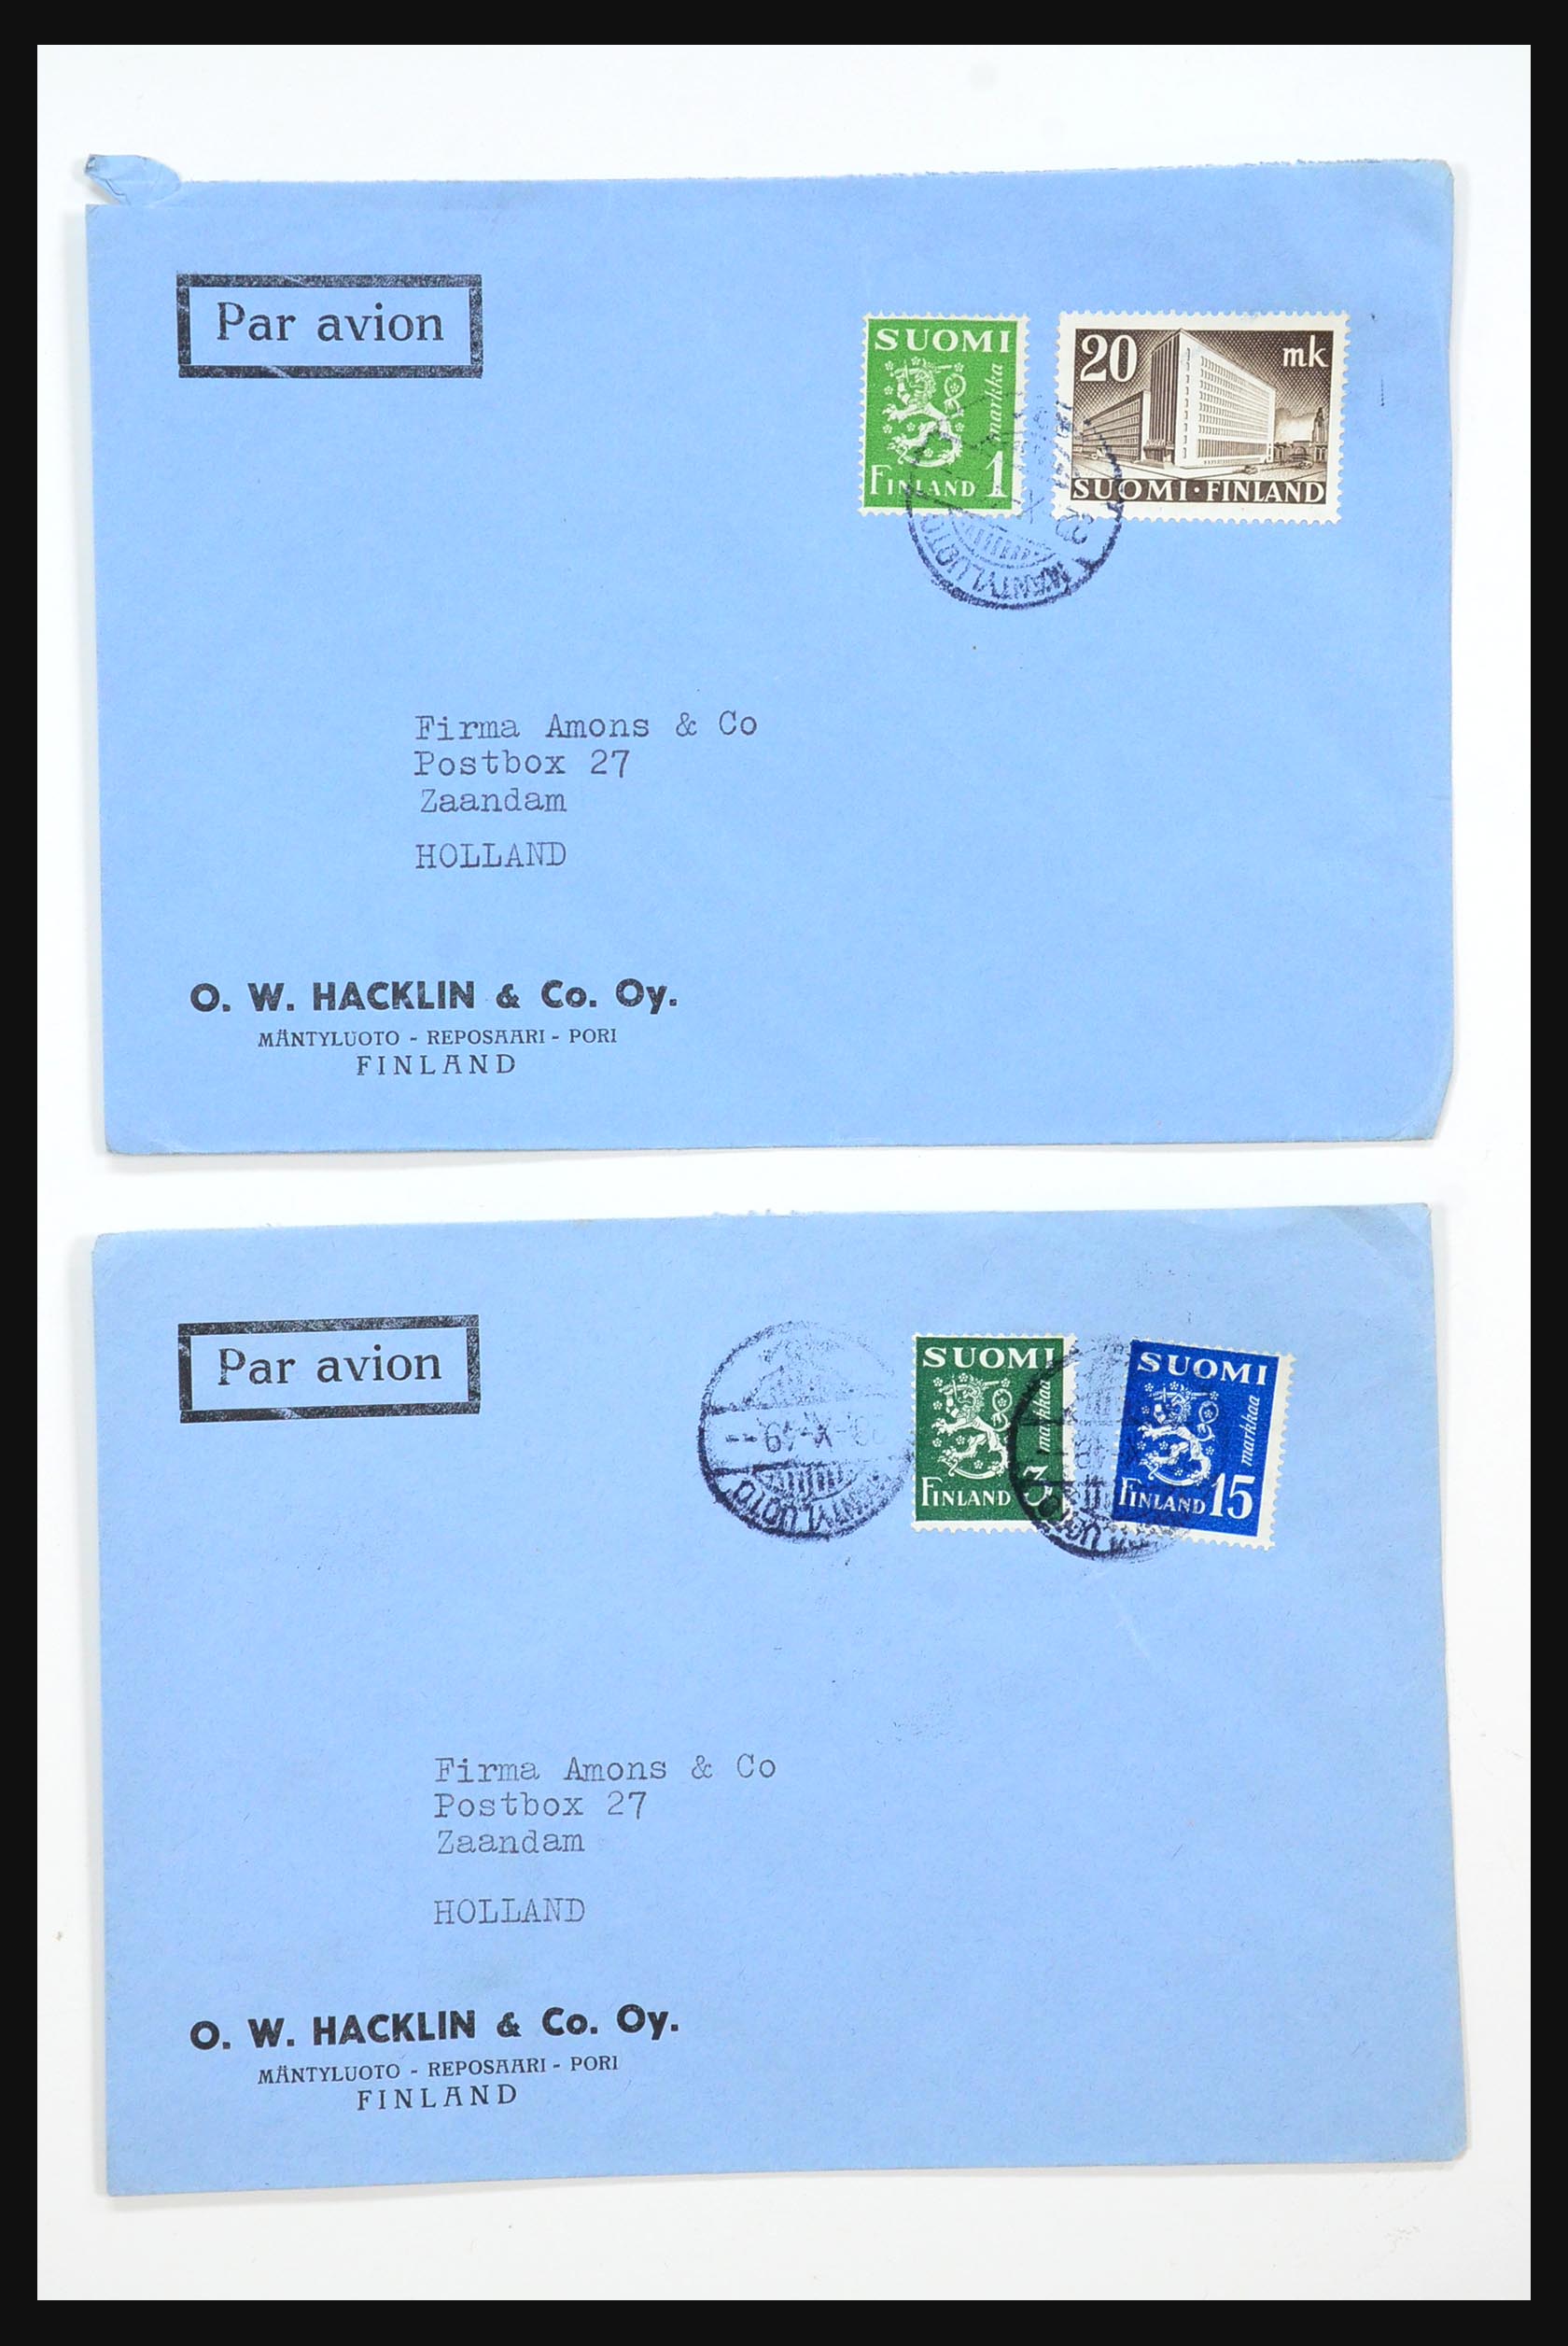 Par avion
SUOMI
markka
FINLAND 1
20 mk
SUOMI·FINLAND
MÄNTYLUOTO
Firma Amons & Co
Postbox 27
Zaandam
HOLLAND
O. W. HACKLIN & Co. Oy.
MÄNTYLUOTO - REPOSAARI - PORI
FINLAND
Par avion
SUOMI
markkaa
FINLAND 3
SUOMI
markkaa
FINLAND 15
Firma Amons & Co
Postbox 27
Zaandam
HOLLAND
O. W. HACKLIN & Co. Oy.
MÄNTYLUOTO - REPOSAARI - PORI
FINLAND